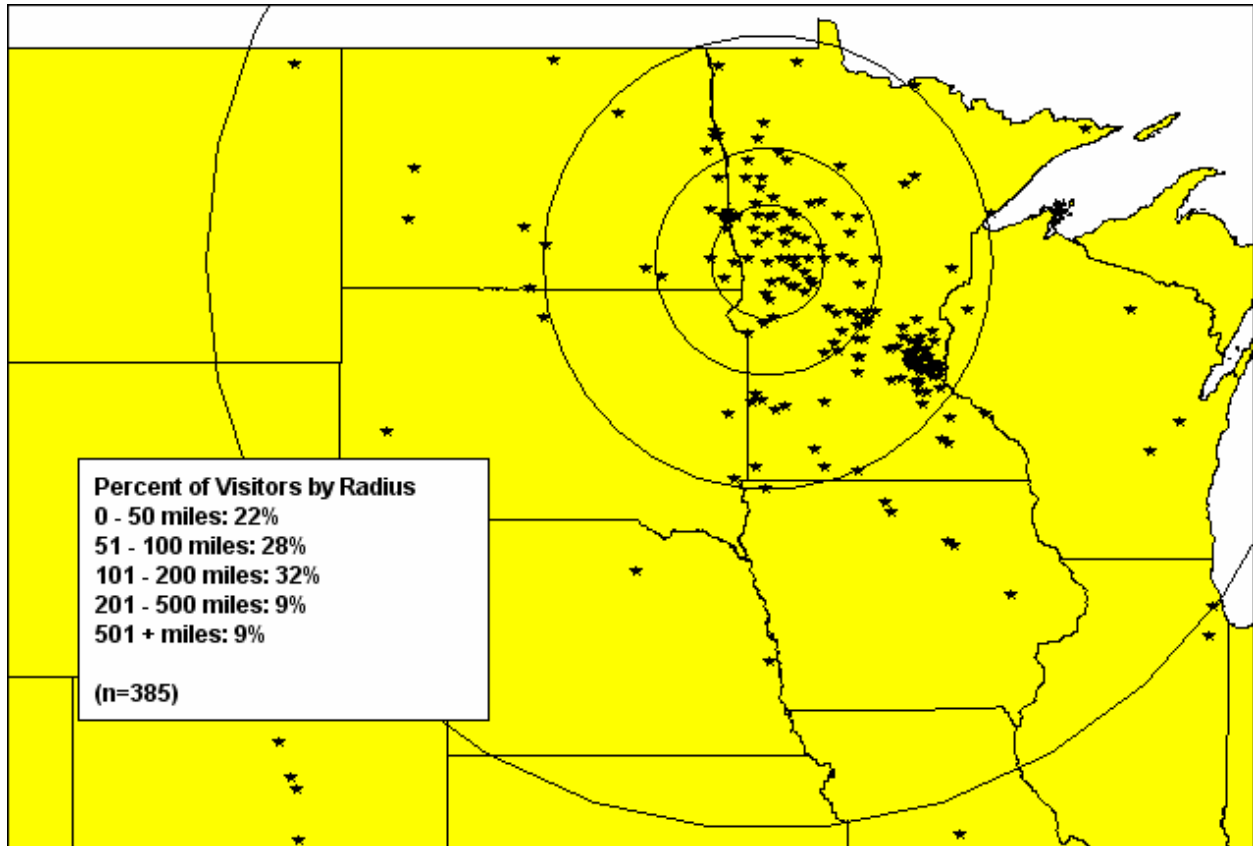 Percent of Visitors by Radius
0 - 50 miles: 22%
51 - 100 miles: 28%
101 - 200 miles: 32%
201 - 500 miles: 9%
501 + miles: 9%
(n=385)